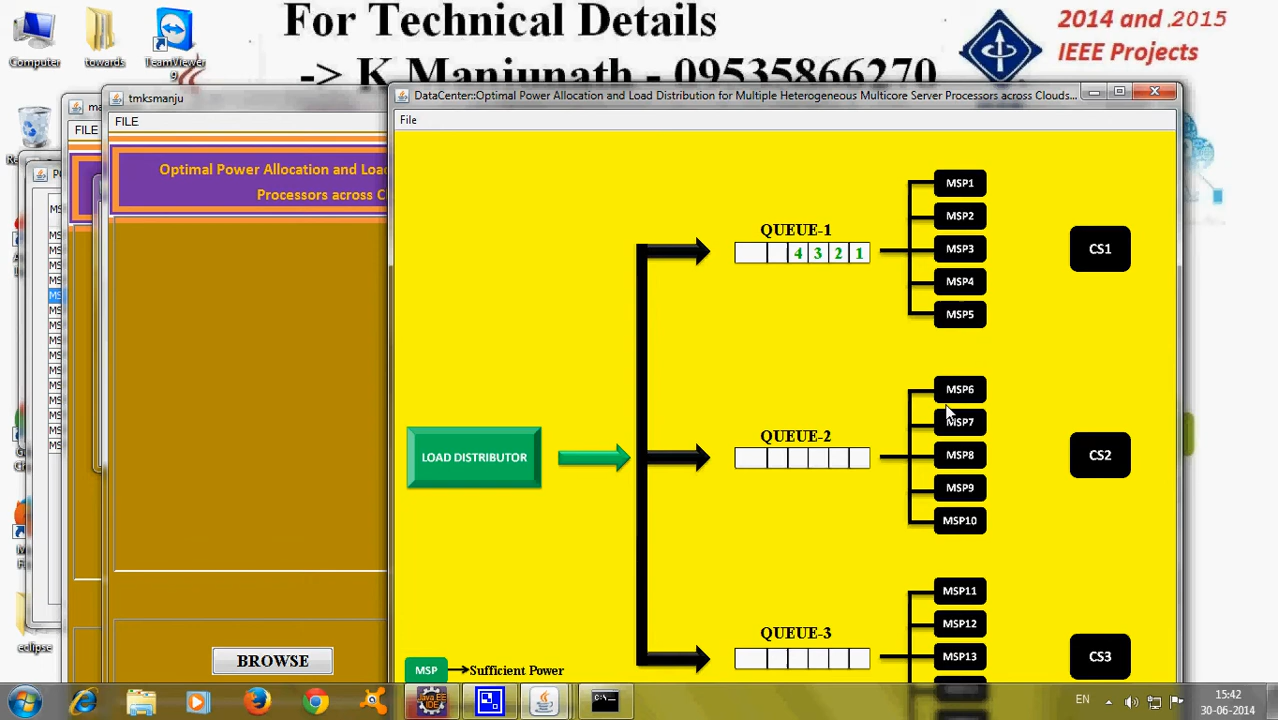 For Technical Details
-> K Manjunath - 09535866270
2014 and .2015
IEEE Projects
Computer
towards
TeamViewer
9
tmksmanju
FILE
FILE
Optimal Power Allocation and Loa
Processors across C
BROWSE
DataCenter::Optimal Power Allocation and Load Distribution for Multiple Heterogeneous Multicore Server Processors across Clouds...
File
LOAD DISTRIBUTOR
QUEUE-1
4 3 2 1
MSP1
MSP2
MSP3
MSP4
MSP5
CS1
QUEUE-2
MSP6
MSP7
MSP8
MSP9
MSP10
CS2
QUEUE-3
MSP11
MSP12
MSP13
CS3
MSP
Sufficient Power
eclipse
Java EE
IDE
EN
15:42
30-06-2014